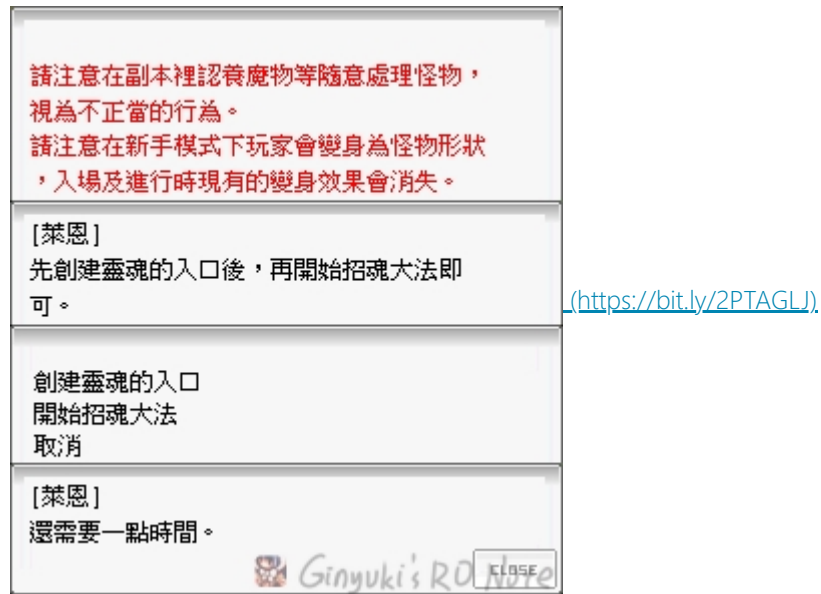 請注意在副本裡認養魔物等隨意處理怪物，
視為不正當的行為。
請注意在新手模式下玩家會變身為怪物形狀
，入場及進行時現有的變身效果會消失。
[萊恩]
先創建靈魂的入口後，再開始招魂大法即
可。
(https://bit.ly/2PTAGLJ)
創建靈魂的入口
開始招魂大法
取消
[萊恩]
還需要一點時間。
Ginyuki's RO Note
CLOSE